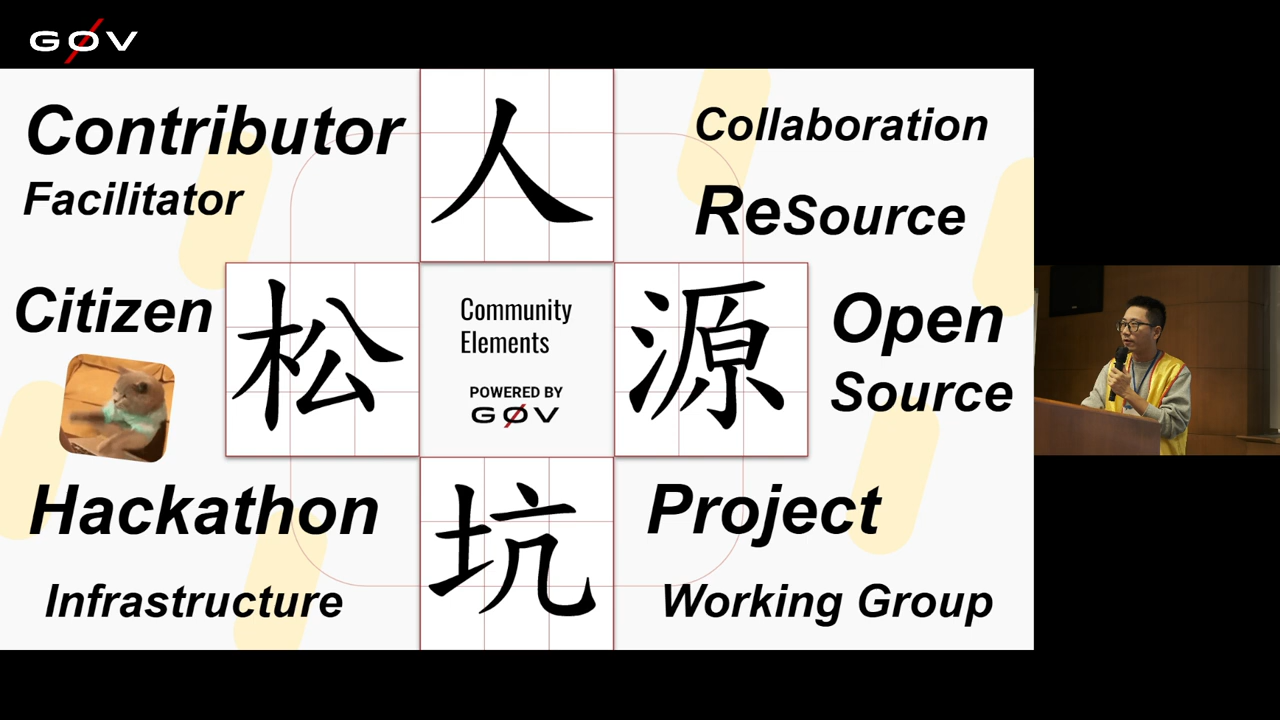 GØV
Contributor
Facilitator
人
Collaboration
ReSource
Citizen
松
Community
Elements
POWERED BY
GØV
源
Open
Source
Hackathon
Infrastructure
坑
Project
Working Group